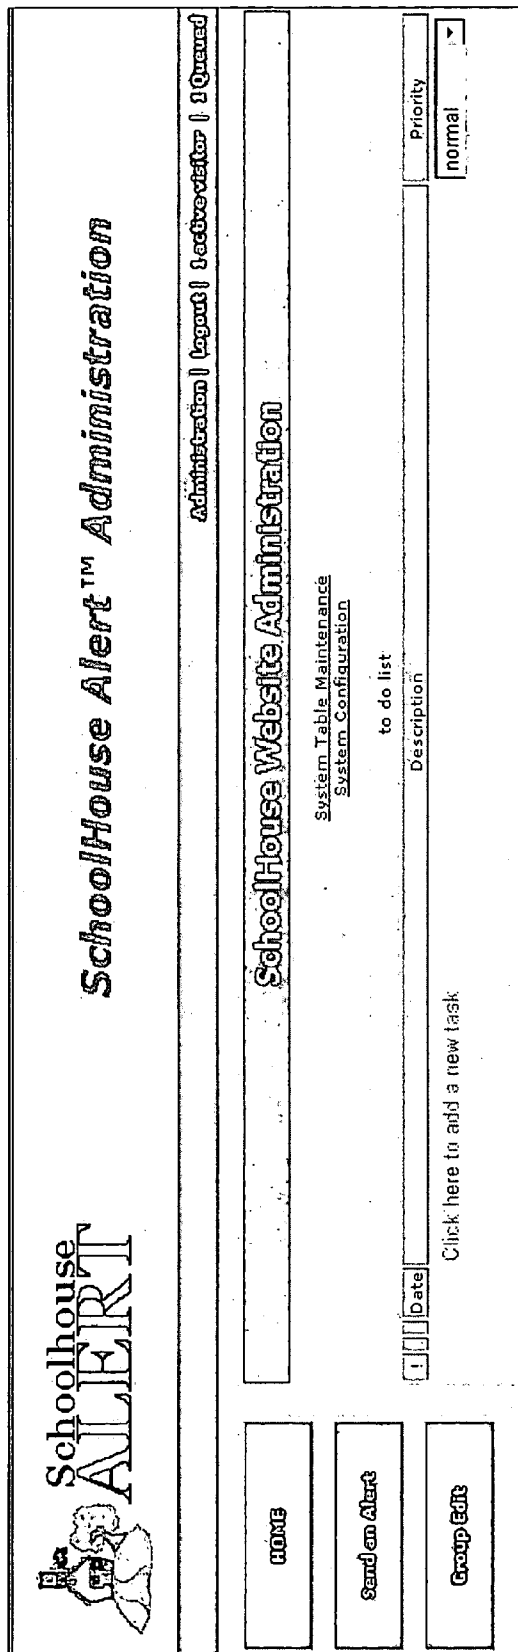 Schoolhouse
ALERT
SchoolHouse Alert™ Administration
Administration | Logout | 1 active visitor | 1 Queued
HOME
Send an Alert
Group Edit
SchoolHouse Website Administration
System Table Maintenance
System Configuration
to do list
! Date Description Priority
Click here to add a new task normal